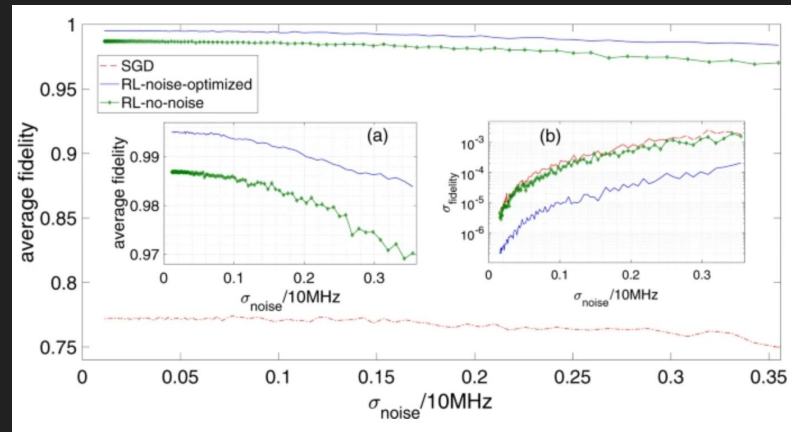 1
0.95
0.9
0.85
0.8
0.75
average fidelity
SGD
RL-noise-optimized
RL-no-noise
(a)
0.99
0.98
0.97
average fidelity
0
0.1
0.2
0.3
σnoise/10MHz
(b)
10-3
10-4
10-5
10-6
σfidelity
0
0.1
0.2
0.3
σnoise/10MHz
0
0.05
0.1
0.15
0.2
0.25
0.3
0.35
σnoise/10MHz